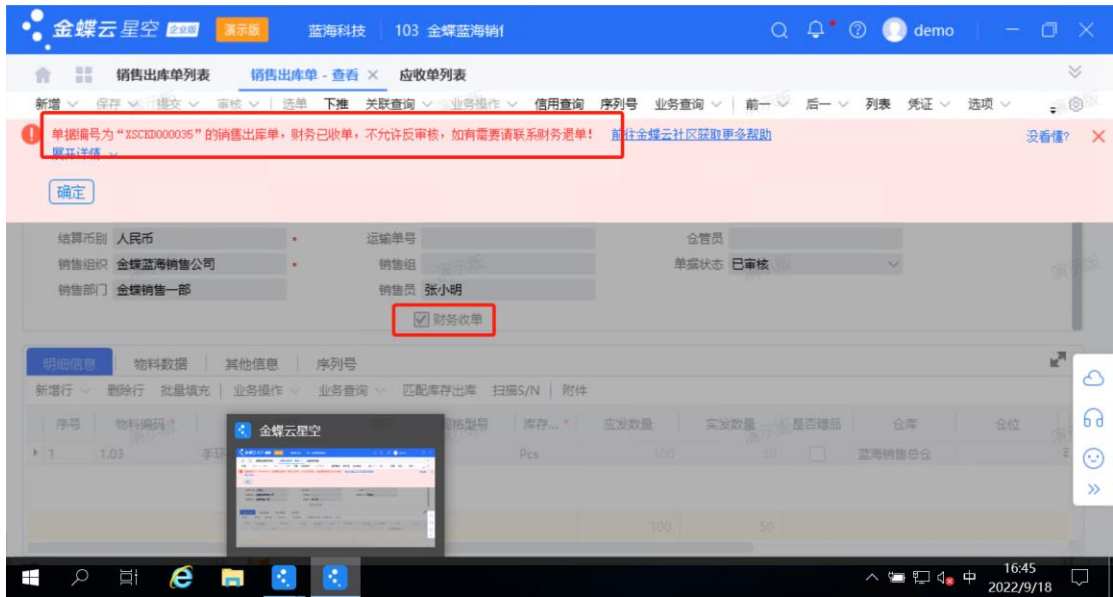 金蝶云 星空 企业版 演示版 蓝海科技 103 金蝶蓝海销 demo
销售出库单列表 销售出库单 - 查看 × 应收单列表
新增 保存 提交 审核 选单 下推 关联查询 业务操作 信用查询 序列号 业务查询 前一 后一 列表 凭证 选项
单据编号为“XSCKD000035”的销售出库单，财务已收单，不允许反审核，如有需要请联系财务退单！ 前往金蝶云社区获取更多帮助 没看懂?
展开详情
确定
结算币别 人民币 * 运输单号 仓管员
销售组织 金蝶蓝海销售公司 * 销售组 单据状态 已审核
销售部门 金蝶销售一部 销售员 张小明
财务收单
明细信息 物料数据 其他信息 序列号
新增行 删除行 批量填充 业务操作 业务查询 匹配库存出库 扫描S/N 附件
序号 物料编码 * 规格型号 库存... * 应发数量 实发数量 是否赠品 仓库 仓位
金蝶云星空
1 1.03 手环 Pcs 100 50 蓝海销售总仓
100 50
中 16:45
2022/9/18